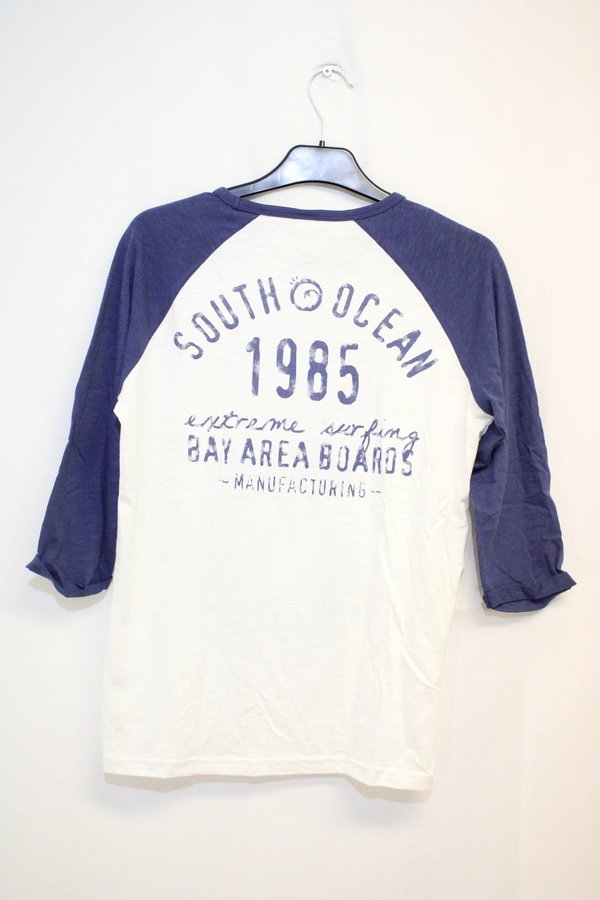 SOUTH OCEAN
1985
extreme surfing
BAY AREA BOARDS
~MANUFACTURING~